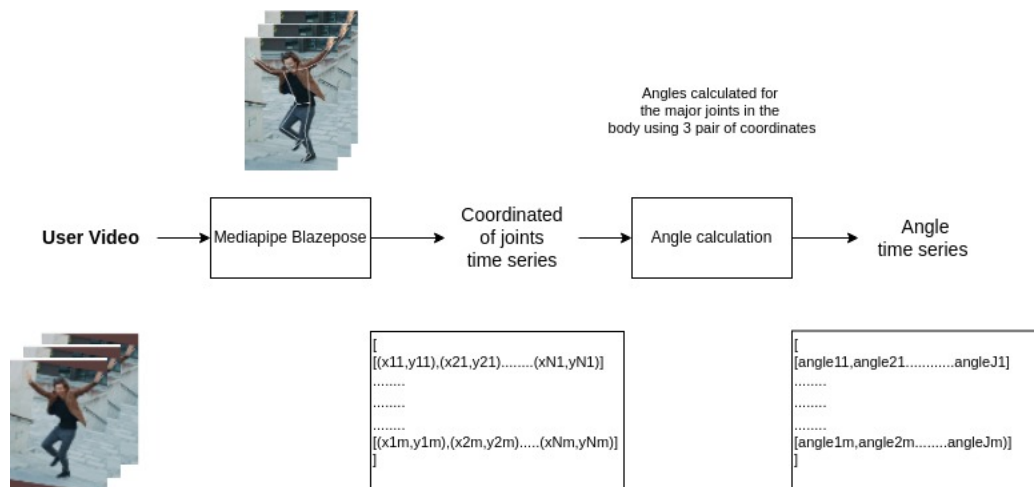 Angles calculated for
the major joints in the
body using 3 pair of coordinates
User Video
Mediapipe Blazepose
Coordinated
of joints
time series
Angle calculation
Angle
time series
[
[(x11,y11),(x21,y21)........(xN1,yN1)]
........
........
........
[(x1m,y1m),(x2m,y2m).....(xNm,yNm)]
]
[
[angle11,angle21............angleJ1]
........
........
........
[angle1m,angle2m........angleJm)]
]